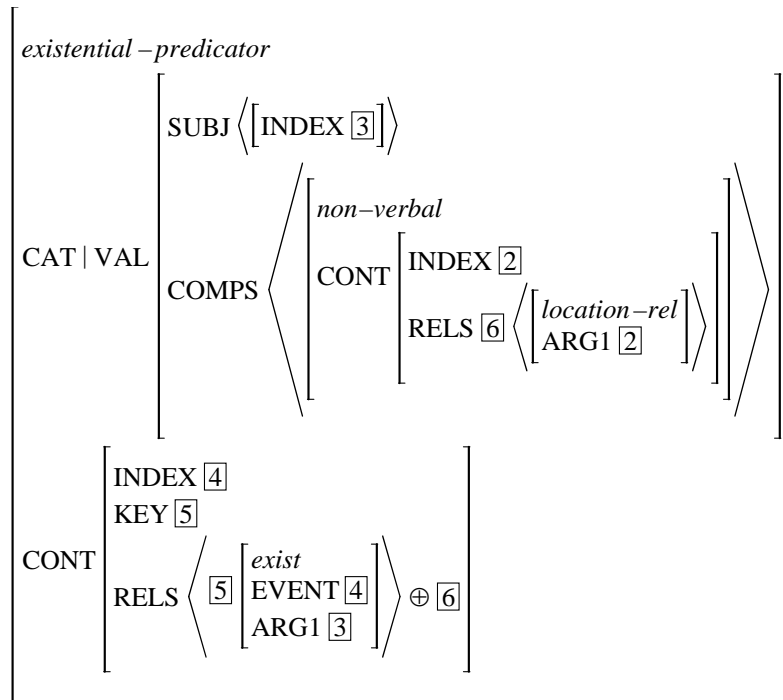 existential–predicator
SUBJ ⟨[INDEX 3]⟩
non–verbal
CAT | VAL
COMPS
CONT
INDEX 2
RELS 6 ⟨[location–rel
ARG1 2]⟩
INDEX 4
KEY 5
CONT
RELS ⟨5 [exist
EVENT 4
ARG1 3]⟩ ⊕ 6